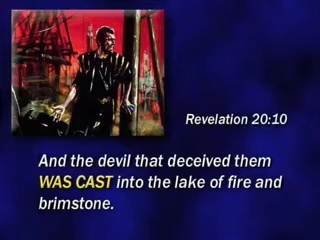 Revelation 20:10
And the devil that deceived them
WAS CAST into the lake of fire and
brimstone.